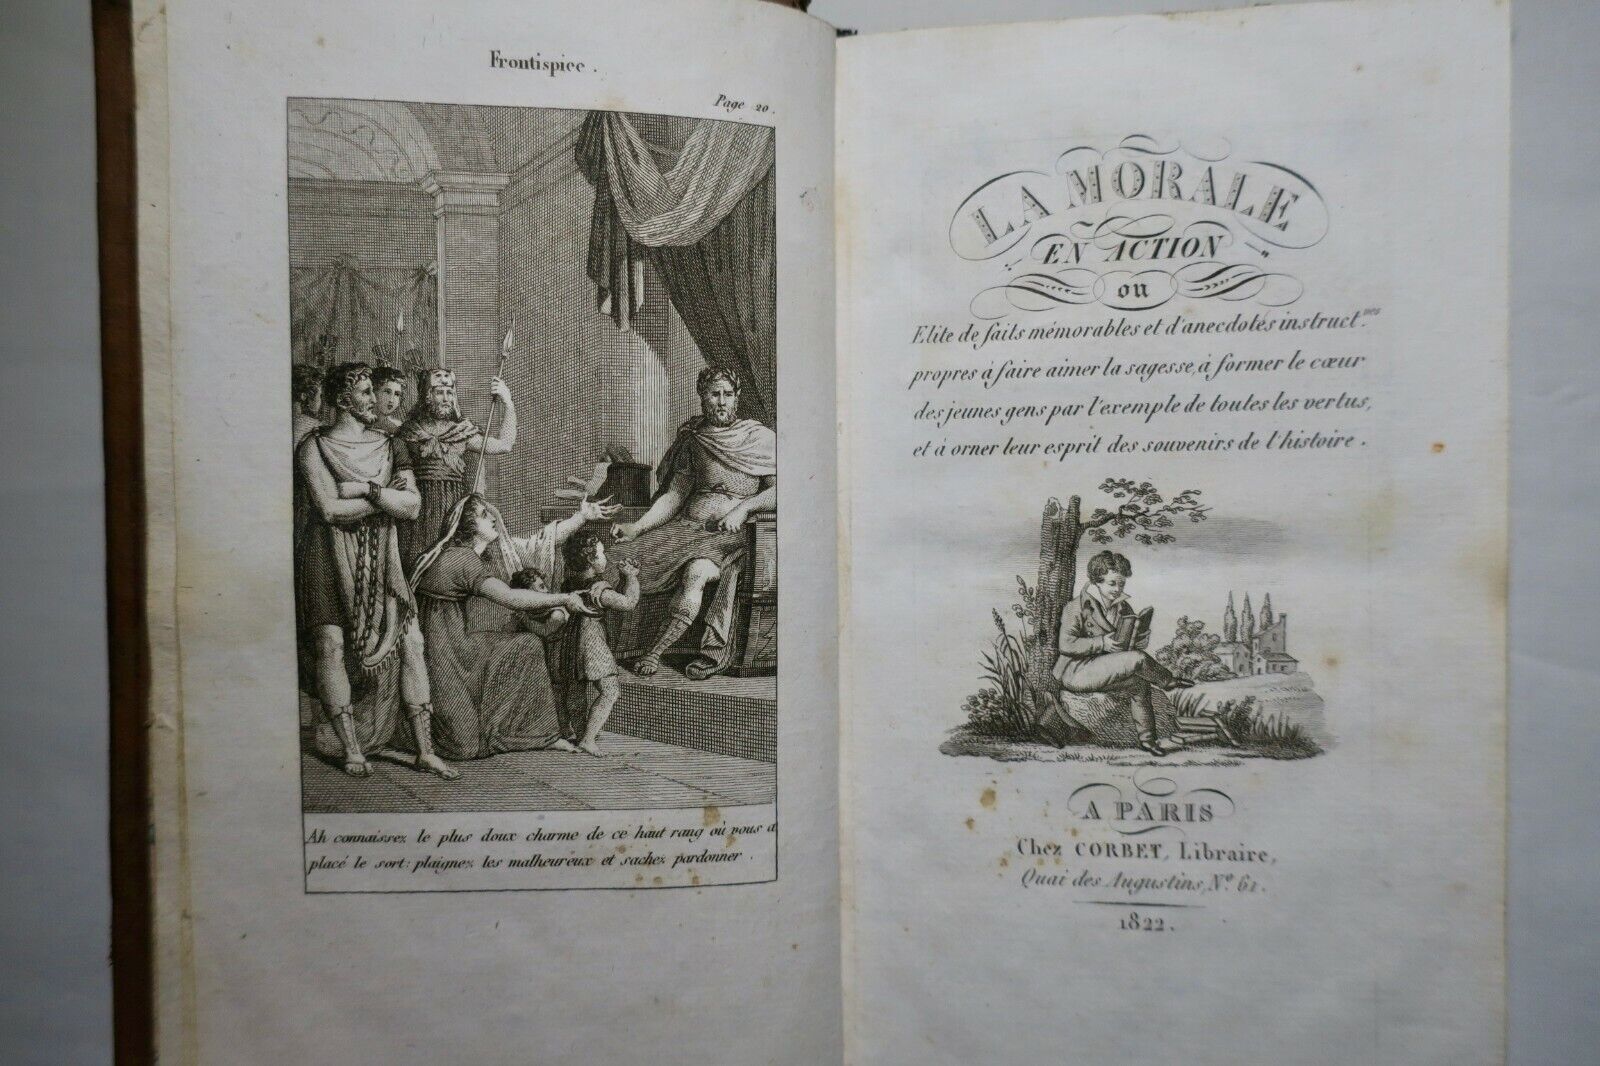 Frontispice.
Page 20.
Ah connaissez le plus doux charme de ce haut rang où vous a
placé le sort: plaignez les malheureux et sachez pardonner.
LA MORALE
EN ACTION
ou
Elite de faits mémorables et d'anecdotes instruct.ves
propres à faire aimer la sagesse, à former le cœur
des jeunes gens par l'exemple de toutes les vertus,
et à orner leur esprit des souvenirs de l'histoire.
A PARIS
Chez CORBET, Libraire,
Quai des Augustins, N.º 61.
1822.